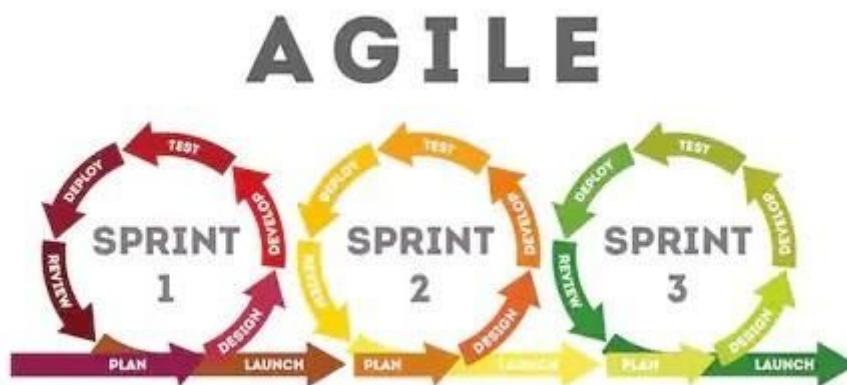 AGILE
TEST
DEPLOY
DEVELOP
SPRINT
1
REVIEW
DESIGN
PLAN
LAUNCH
TEST
DEPLOY
DEVELOP
SPRINT
2
REVIEW
DESIGN
PLAN
LAUNCH
TEST
DEPLOY
DEVELOP
SPRINT
3
REVIEW
DESIGN
PLAN
LAUNCH